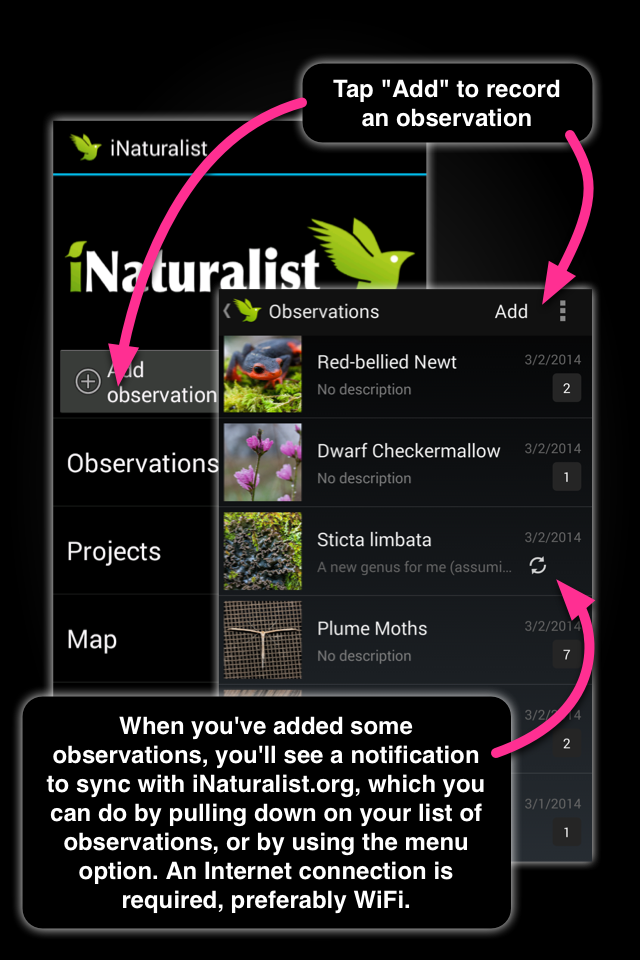 Tap "Add" to record
an observation
iNaturalist
iNaturalist
Add
observation
Observations
Projects
Map
Observations
Add
Red-bellied Newt
3/2/2014
No description
2
Dwarf Checkermallow
3/2/2014
No description
1
Sticta limbata
3/2/2014
A new genus for me (assumi...
Plume Moths
3/2/2014
No description
7
3/2/2014
2
3/1/2014
1
When you've added some
observations, you'll see a notification
to sync with iNaturalist.org, which you
can do by pulling down on your list of
observations, or by using the menu
option. An Internet connection is
required, preferably WiFi.